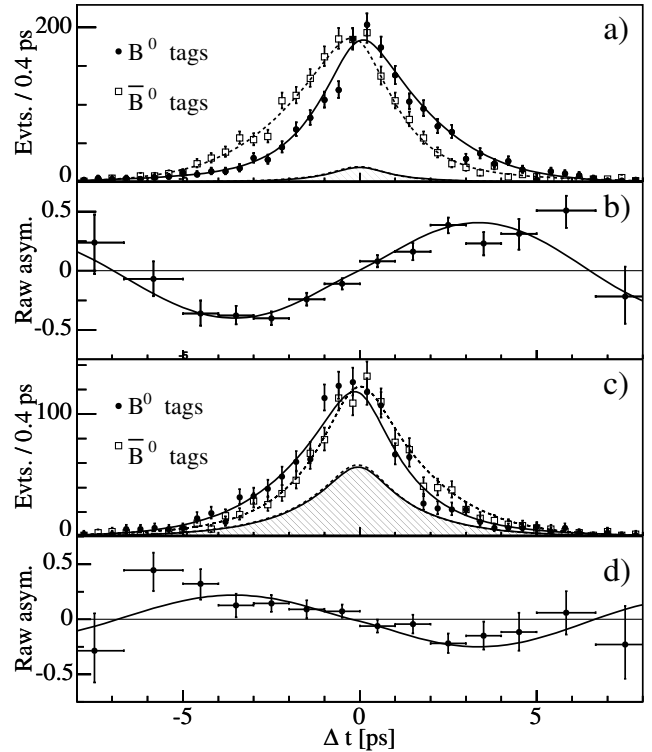 a)
200
B⁰ tags
B̅⁰ tags
Evts. / 0.4 ps
0
b)
0.5
0
-0.5
Raw asym.
c)
B⁰ tags
B̅⁰ tags
100
Evts. / 0.4 ps
0
d)
0.5
0
-0.5
Raw asym.
-5 0 5
Δ t [ps]